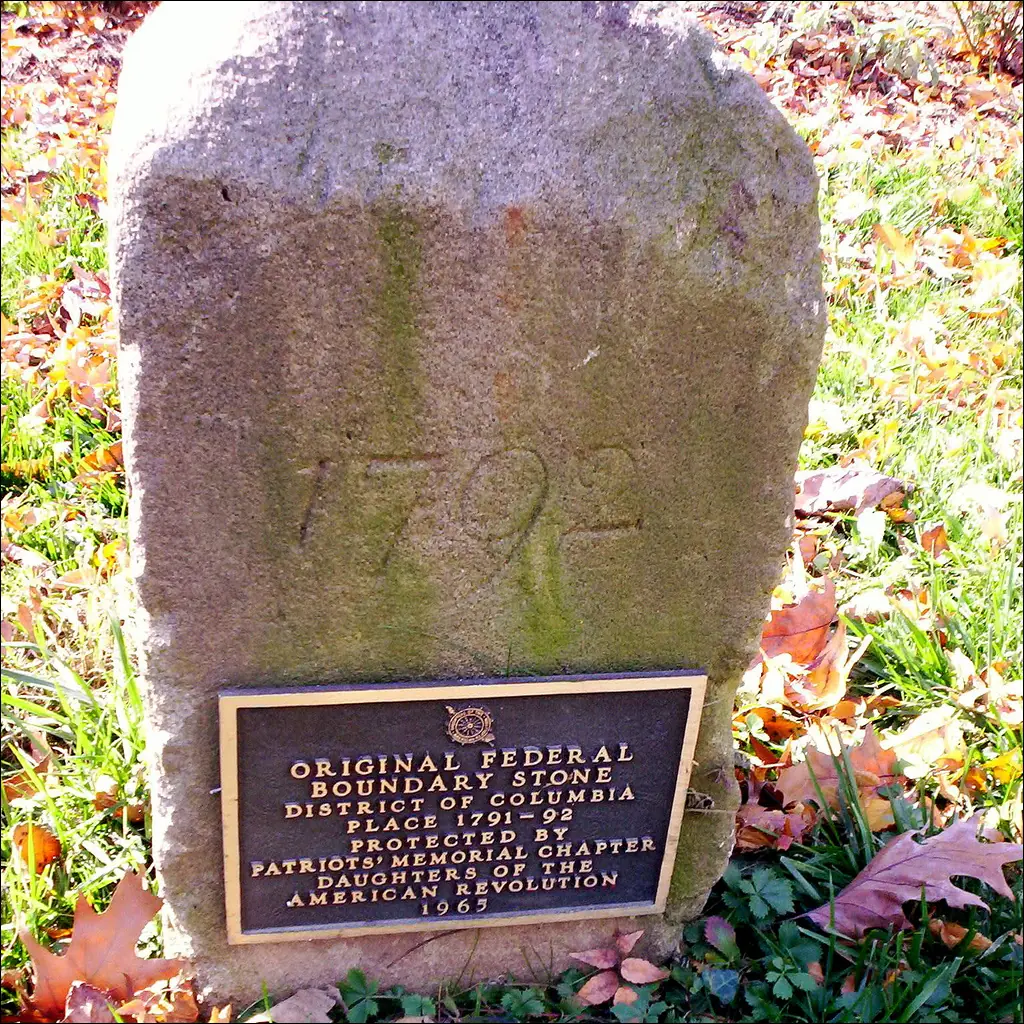 1792
ORIGINAL FEDERAL
BOUNDARY STONE
DISTRICT OF COLUMBIA
PLACE 1791-92
PROTECTED BY
PATRIOTS' MEMORIAL CHAPTER
DAUGHTERS OF THE
AMERICAN REVOLUTION
1965